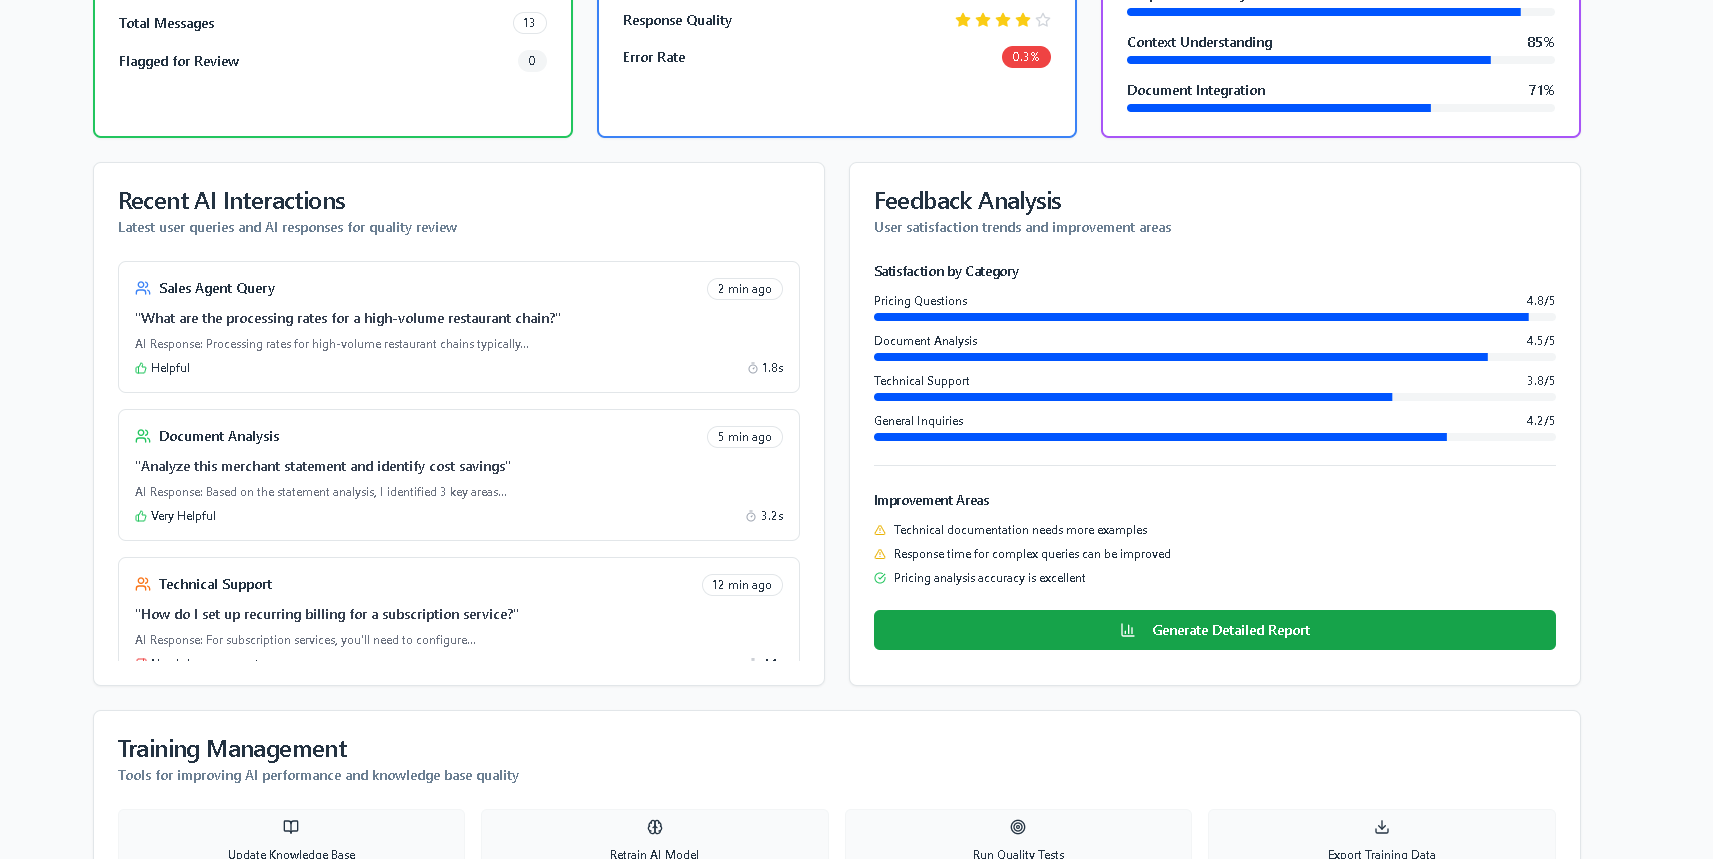 Total Messages 13
Flagged for Review 0
Response Quality
Error Rate 0.3%
Context Understanding 85%
Document Integration 71%
Recent AI Interactions
Latest user queries and AI responses for quality review
Sales Agent Query 2 min ago
"What are the processing rates for a high-volume restaurant chain?"
AI Response: Processing rates for high-volume restaurant chains typically...
Helpful 1.8s
Document Analysis 5 min ago
"Analyze this merchant statement and identify cost savings"
AI Response: Based on the statement analysis, I identified 3 key areas...
Very Helpful 3.2s
Technical Support 12 min ago
"How do I set up recurring billing for a subscription service?"
AI Response: For subscription services, you'll need to configure...
Feedback Analysis
User satisfaction trends and improvement areas
Satisfaction by Category
Pricing Questions 4.8/5
Document Analysis 4.5/5
Technical Support 3.8/5
General Inquiries 4.2/5
Improvement Areas
Technical documentation needs more examples
Response time for complex queries can be improved
Pricing analysis accuracy is excellent
Generate Detailed Report
Training Management
Tools for improving AI performance and knowledge base quality
Update Knowledge Base
Retrain AI Model
Run Quality Tests
Export Training Data